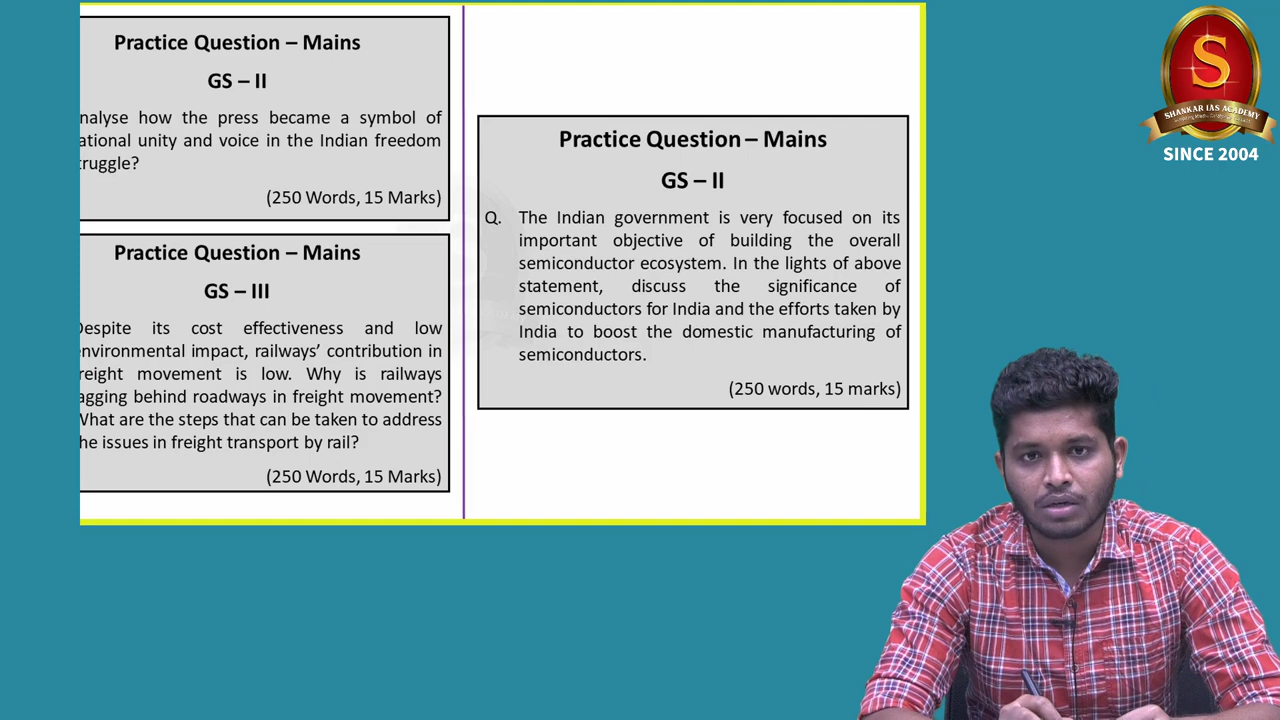 Practice Question – Mains
GS – II
nalyse how the press became a symbol of
ational unity and voice in the Indian freedom
truggle?
(250 Words, 15 Marks)
Practice Question – Mains
GS – III
Despite its cost effectiveness and low
environmental impact, railways’ contribution in
freight movement is low. Why is railways
agging behind roadways in freight movement?
What are the steps that can be taken to address
he issues in freight transport by rail?
(250 Words, 15 Marks)
Practice Question – Mains
GS – II
Q. The Indian government is very focused on its
important objective of building the overall
semiconductor ecosystem. In the lights of above
statement, discuss the significance of
semiconductors for India and the efforts taken by
India to boost the domestic manufacturing of
semiconductors.
(250 words, 15 marks)
S
SHANKAR IAS ACADEMY
SINCE 2004